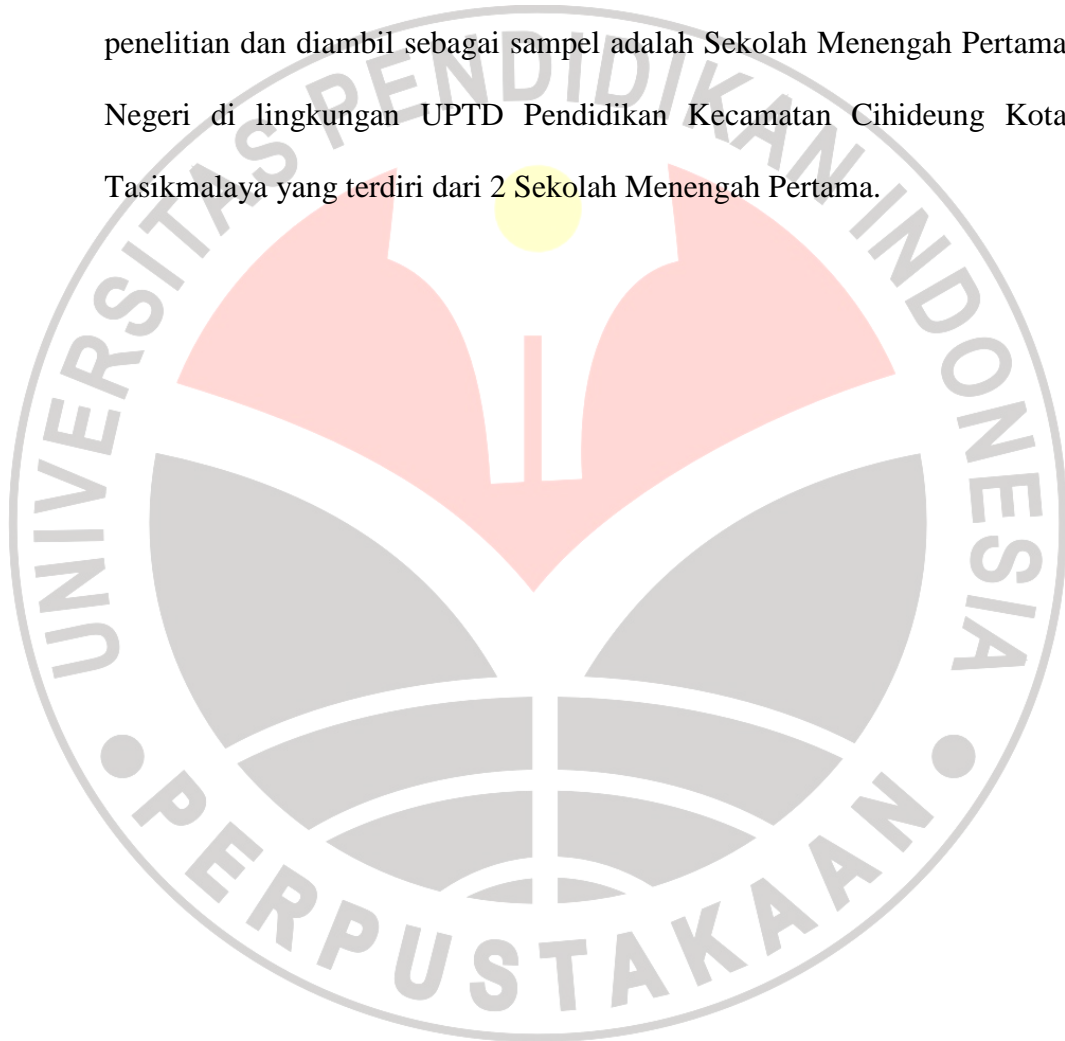 penelitian dan diambil sebagai sampel adalah Sekolah Menengah Pertama
Negeri di lingkungan UPTD Pendidikan Kecamatan Cihideung Kota
Tasikmalaya yang terdiri dari 2 Sekolah Menengah Pertama.
UNIVERSITAS PENDIDIKAN INDONESIA
PERPUSTAKAAN